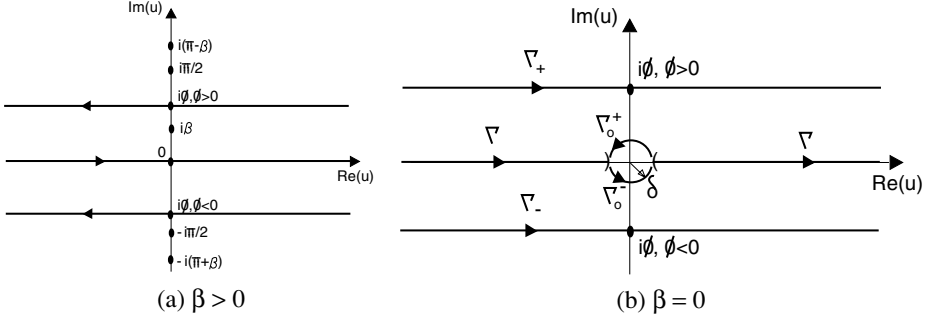 Im(u)
i(π-β)
iπ/2
iϕ,ϕ>0
iβ
0
Re(u)
iϕ,ϕ<0
-iπ/2
-i(π+β)
(a) β > 0
Im(u)
Γ+
iϕ, ϕ>0
Γo+
Γ
Γ
Re(u)
Γo-
δ
Γ-
iϕ, ϕ<0
(b) β = 0